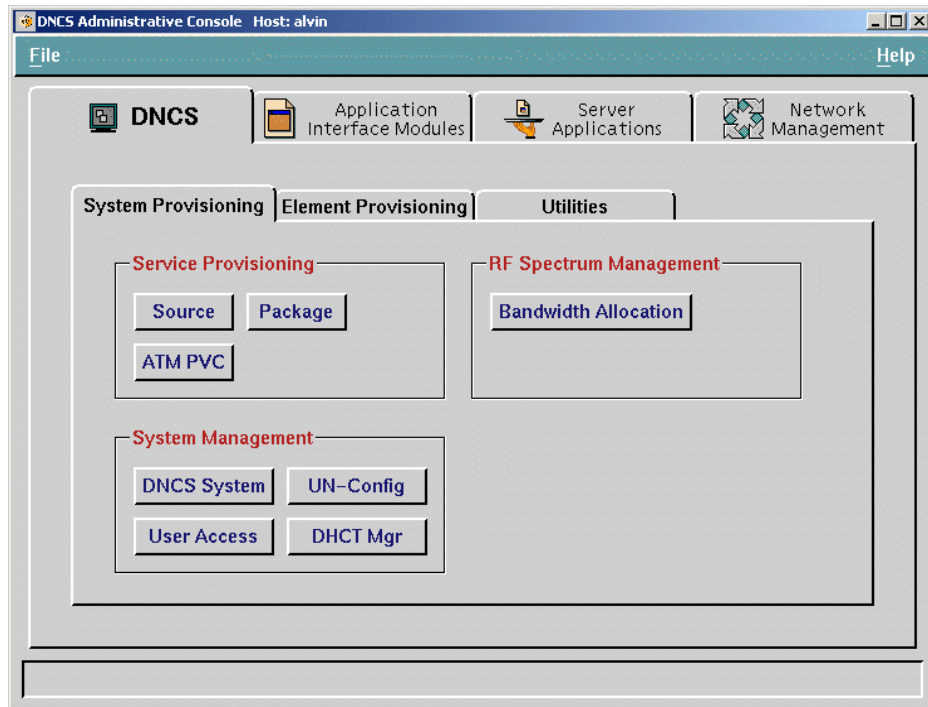 DNCS Administrative Console Host: alvin
File Help
DNCS
Application
Interface Modules
Server
Applications
Network
Management
System Provisioning
Element Provisioning
Utilities
Service Provisioning
Source
Package
ATM PVC
RF Spectrum Management
Bandwidth Allocation
System Management
DNCS System
UN-Config
User Access
DHCT Mgr